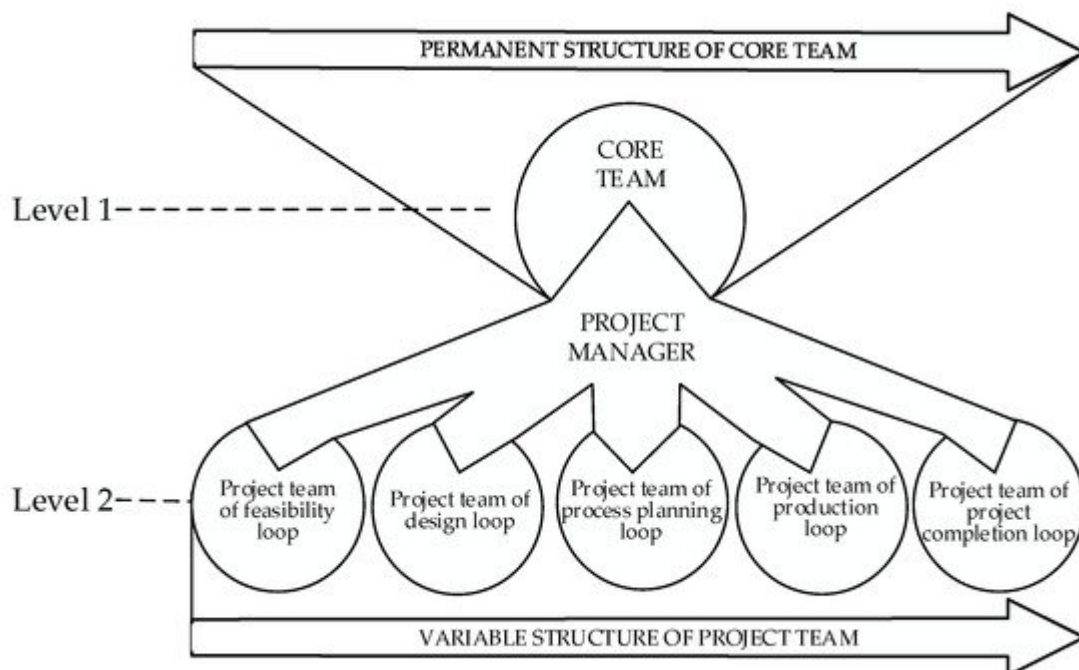 PERMANENT STRUCTURE OF CORE TEAM
CORE
TEAM
Level 1
PROJECT
MANAGER
Level 2
Project team
of feasibility
loop
Project team of
design loop
Project team of
process planning
loop
Project team of
production
loop
Project team of
project
completion loop
VARIABLE STRUCTURE OF PROJECT TEAM